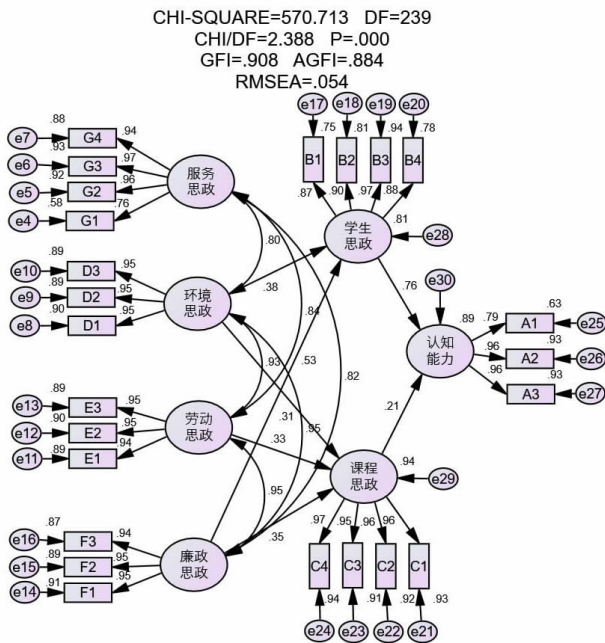 CHI-SQUARE=570.713 DF=239
CHI/DF=2.388 P=.000
GFI=.908 AGFI=.884
RMSEA=.054
e17
e18
e19
e20
.75
.81
.94
.78
B1
B2
B3
B4
.87
.90
.97
.88
.81
学生
思政
e28
e7
.88
G4
.94
e6
.93
G3
.97
e5
.92
G2
.96
e4
.58
G1
.76
服务
思政
.80
.38
.84
.53
.82
e10
.89
D3
.95
e9
.89
D2
.95
e8
.90
D1
.95
环境
思政
.93
.31
.95
.76
e30
.89
认知
能力
.79
.63
A1
e25
.96
.93
A2
e26
.96
.93
A3
e27
.21
e13
.89
E3
.95
e12
.90
E2
.95
e11
.89
E1
.94
劳动
思政
.33
.95
.35
课程
思政
.94
e29
e16
.87
F3
.94
e15
.89
F2
.95
e14
.91
F1
.95
廉政
思政
.97
.95
.96
.96
C4
C3
C2
C1
.94
.91
.92
.93
e24
e23
e22
e21